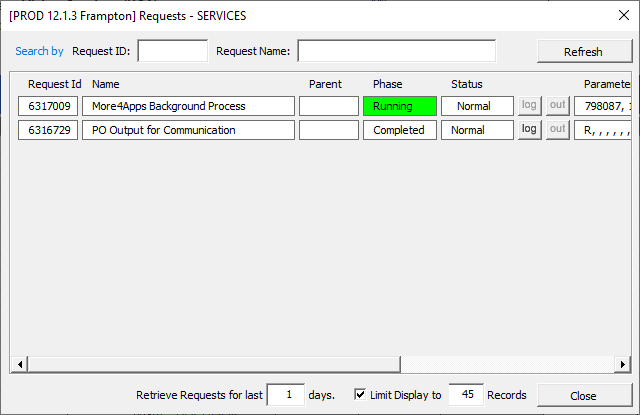 [PROD 12.1.3 Frampton] Requests - SERVICES
Search by Request ID: Request Name: Refresh
Request Id Name Parent Phase Status Parameter
6317009 More4Apps Background Process Running Normal log out 798087, 1
6316729 PO Output for Communication Completed Normal log out R, , , , , ,
Retrieve Requests for last 1 days. Limit Display to 45 Records Close